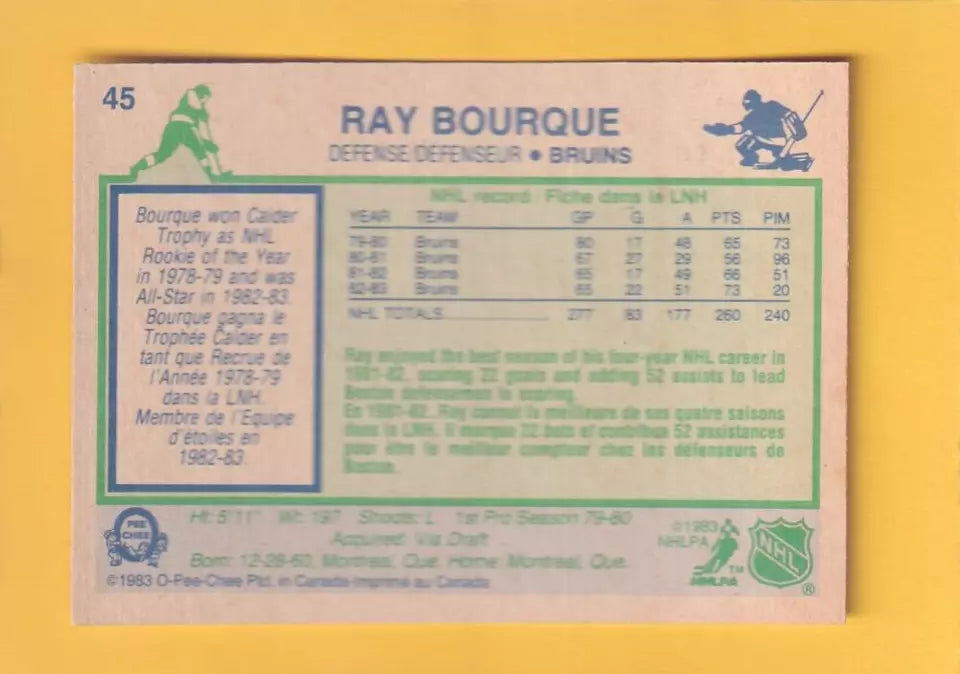 45
RAY BOURQUE
DEFENSE/DÉFENSEUR • BRUINS
Bourque won Calder
Trophy as NHL
Rookie of the Year
in 1978-79 and was
All-Star in 1982-83.
Bourque gagna le
Trophée Calder en
tant que Recrue de
l'Année 1978-79
dans la LNH.
Membre de l'Equipe
d'étoiles en
1982-83.
NHL record/Fiche dans la LNH
YEAR TEAM GP G A PTS PIM
79-80 Bruins 80 17 48 65 73
80-81 Bruins 67 27 29 56 96
81-82 Bruins 65 17 49 66 51
82-83 Bruins 65 22 51 73 20
NHL TOTALS 277 83 177 260 240
Ray enjoyed the best season of his four-year NHL career in
1981-82, scoring 22 goals and adding 52 assists to lead
Boston defensemen in scoring.
En 1981-82, Ray connut la meilleure de ses quatre saisons
dans la LNH. Il marqua 22 buts et contribua 52 assistances
pour être le meilleur compteur chez les défenseurs de
Boston.
PEE
CHEE
Ht: 5'11" Wt: 197 Shoots: L 1st Pro Season 79-80
Acquired: Via Draft
Born: 12-28-60, Montreal, Que. Home: Montreal, Que.
©1983 O-Pee-Chee Ptd. in Canada-Imprimé au Canada
©1983
NHLPA
TM
NHLPA
NHL
®